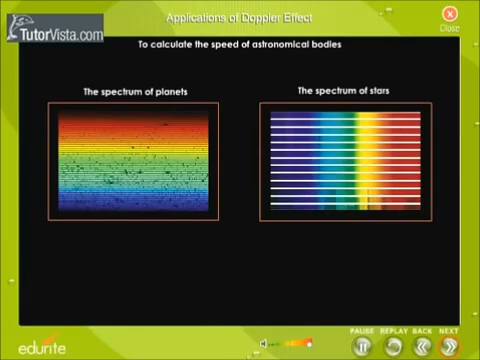 Applications of Doppler Effect
Close
TutorVista.com
To calculate the speed of astronomical bodies
The spectrum of planets
The spectrum of stars
PAUSE REPLAY BACK NEXT
edurite